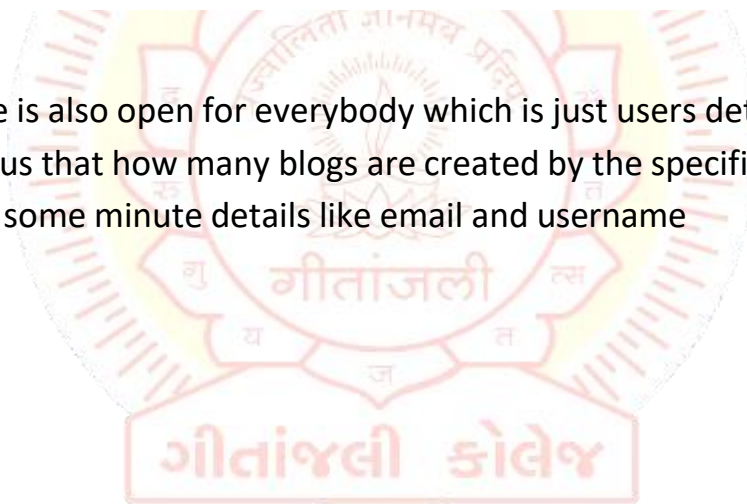 e is also open for everybody which is just users det
us that how many blogs are created by the specifi
some minute details like email and username
गीतांजली
ગીતાંજલી કોલેજ